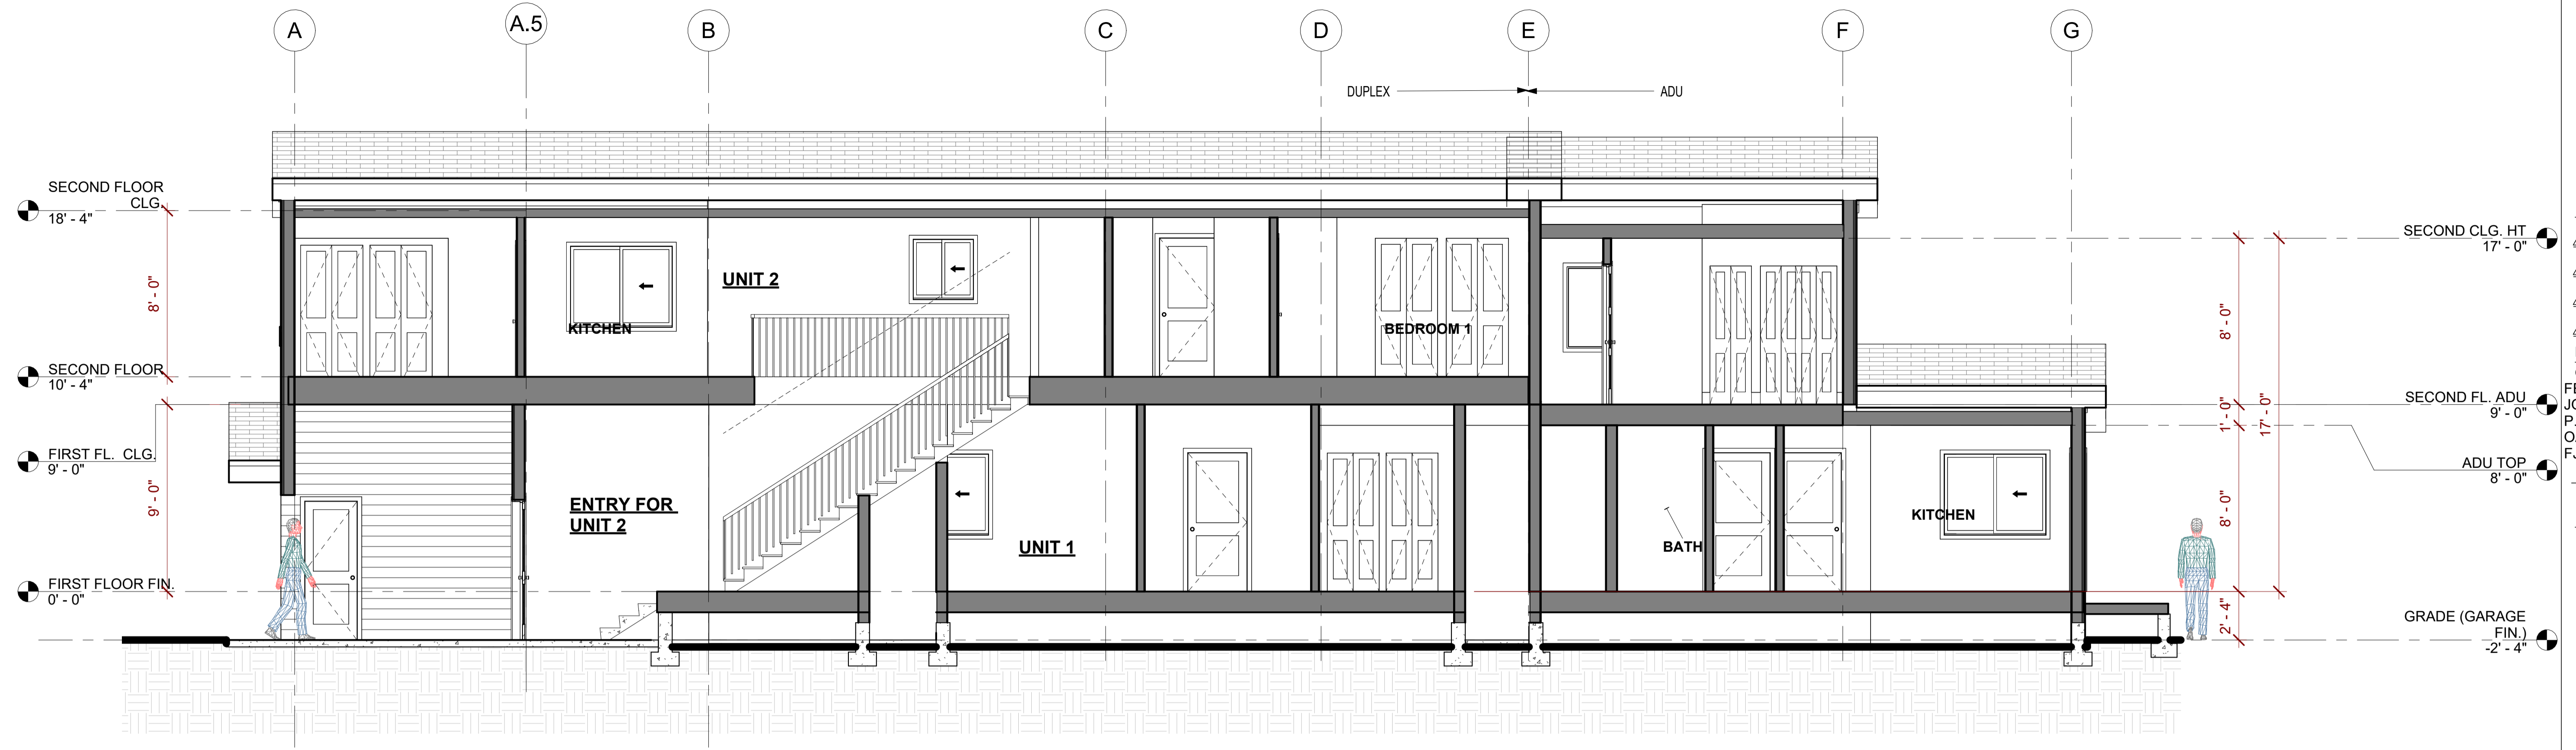 A
A.5
B
C
D
E
F
G
DUPLEX
ADU
SECOND FLOOR
CLG.
18' - 4"
SECOND CLG. HT
17' - 0"
UNIT 2
8' - 0"
KITCHEN
BEDROOM 1
8' - 0"
SECOND FLOOR
10' - 4"
SECOND FL. ADU
9' - 0"
1' - 0"
17' - 0"
FIRST FL. CLG.
9' - 0"
ADU TOP
8' - 0"
9' - 0"
ENTRY FOR
UNIT 2
UNIT 1
BATH
KITCHEN
8' - 0"
FIRST FLOOR FIN.
0' - 0"
2' - 4"
GRADE (GARAGE
FIN.)
-2' - 4"